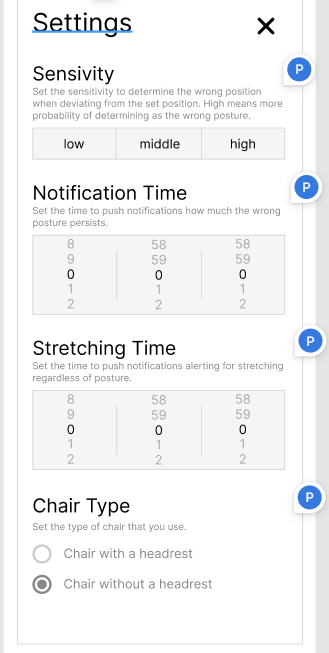 Settings
Sensivity
P
Set the sensitivity to determine the wrong position
when deviating from the set position. High means more
probability of determining as the wrong posture.
low middle high
P
Notification Time
Set the time to push notifications how much the wrong
posture persists.
8 58 58
9 59 59
0 0 0
1 1 1
2 2 2
P
Stretching Time
Set the time to push notifications alerting for stretching
regardless of posture.
8 58 58
9 59 59
0 0 0
1 1 1
2 2 2
P
Chair Type
Set the type of chair that you use.
Chair with a headrest
Chair without a headrest